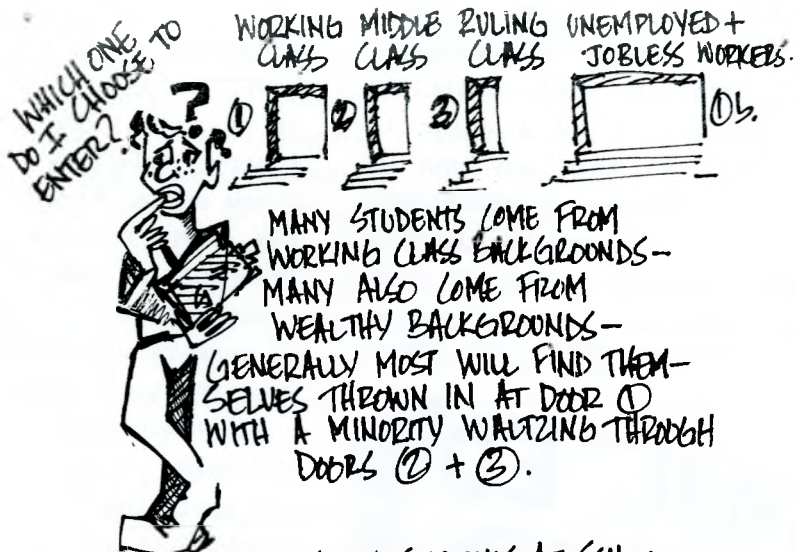 WHICH ONE
DO I CHOOSE TO
ENTER?
?
WORKING MIDDLE RULING UNEMPLOYED +
CLASS CLASS CLASS JOBLESS WORKERS.
① ② ③ ①b.
MANY STUDENTS COME FROM
WORKING CLASS BACKGROUNDS—
MANY ALSO COME FROM
WEALTHY BACKGROUNDS—
GENERALLY MOST WILL FIND THEM-
SELVES THROWN IN AT DOOR ①
WITH A MINORITY WALTZING THROUGH
DOORS ② + ③.